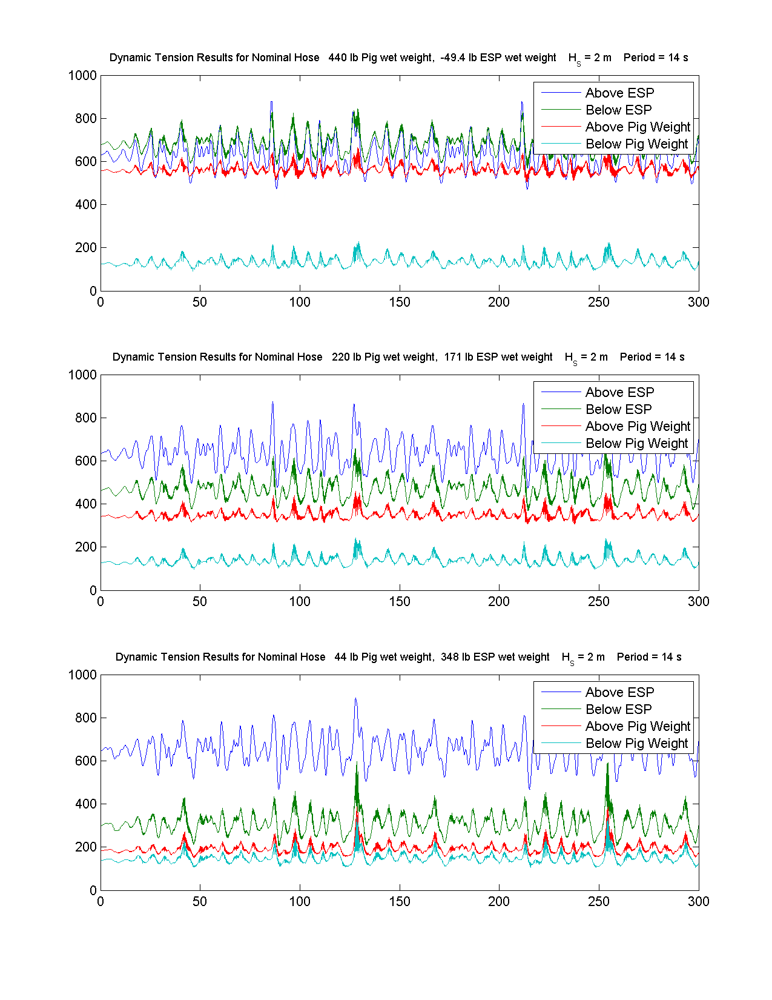 Dynamic Tension Results for Nominal Hose 440 lb Pig wet weight, -49.4 lb ESP wet weight H_S = 2 m Period = 14 s
1000
800
600
400
200
0
Above ESP
Below ESP
Above Pig Weight
Below Pig Weight
0 50 100 150 200 250 300
Dynamic Tension Results for Nominal Hose 220 lb Pig wet weight, 171 lb ESP wet weight H_S = 2 m Period = 14 s
1000
800
600
400
200
0
Above ESP
Below ESP
Above Pig Weight
Below Pig Weight
0 50 100 150 200 250 300
Dynamic Tension Results for Nominal Hose 44 lb Pig wet weight, 348 lb ESP wet weight H_S = 2 m Period = 14 s
1000
800
600
400
200
0
Above ESP
Below ESP
Above Pig Weight
Below Pig Weight
0 50 100 150 200 250 300